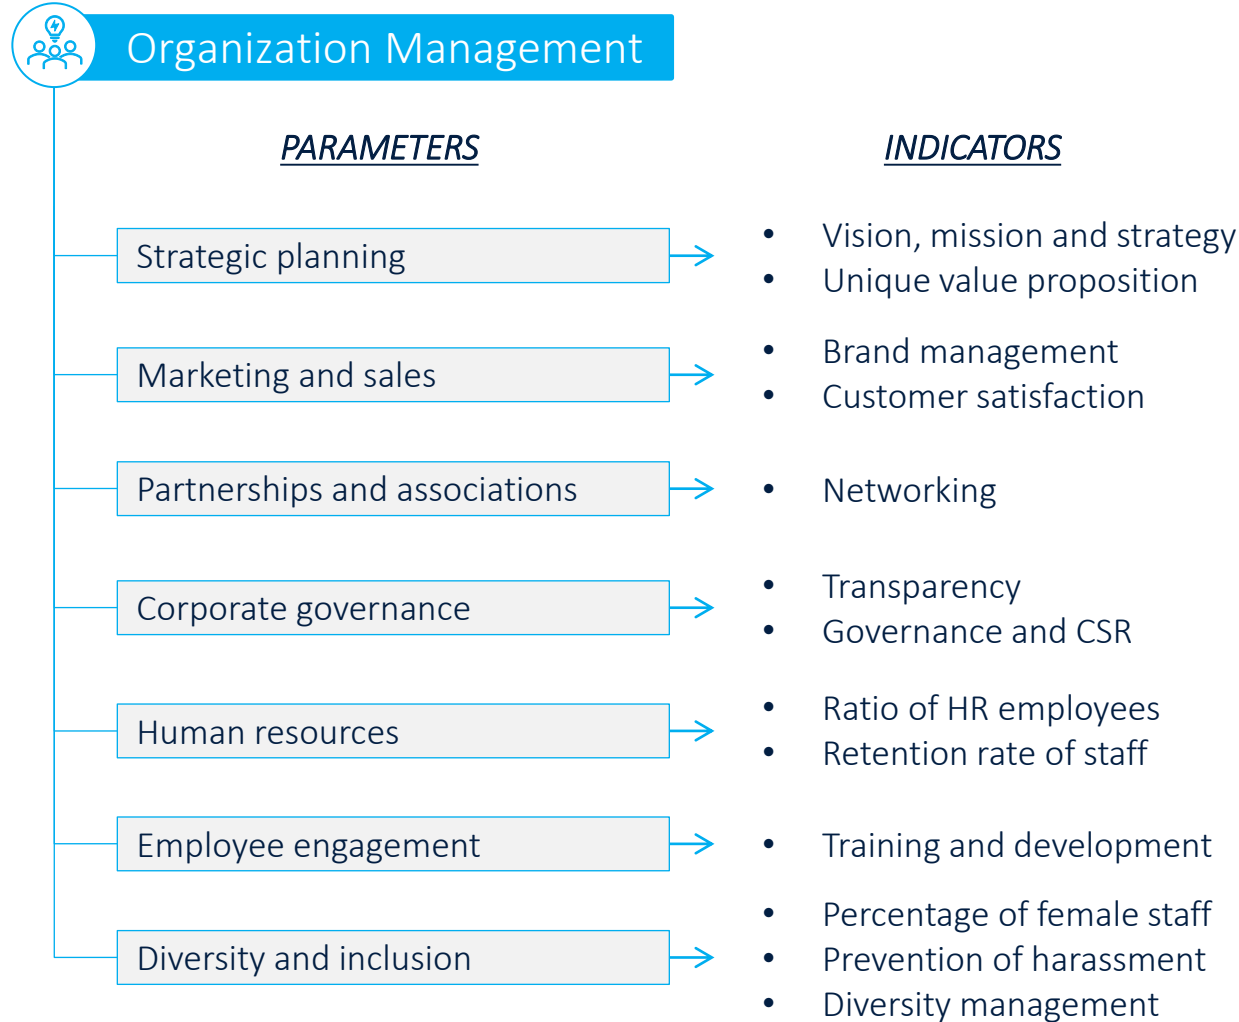 Organization Management
PARAMETERS
INDICATORS
Strategic planning
• Vision, mission and strategy
• Unique value proposition
Marketing and sales
• Brand management
• Customer satisfaction
Partnerships and associations
• Networking
Corporate governance
• Transparency
• Governance and CSR
Human resources
• Ratio of HR employees
• Retention rate of staff
Employee engagement
• Training and development
Diversity and inclusion
• Percentage of female staff
• Prevention of harassment
• Diversity management